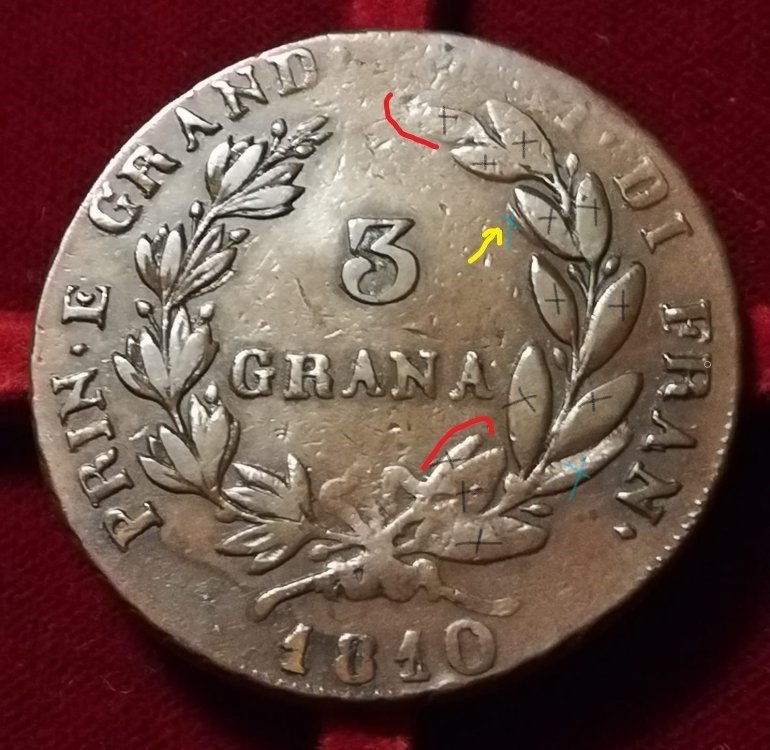 PRIN·E GRAND
DI FRAN.
3
GRANA
1810